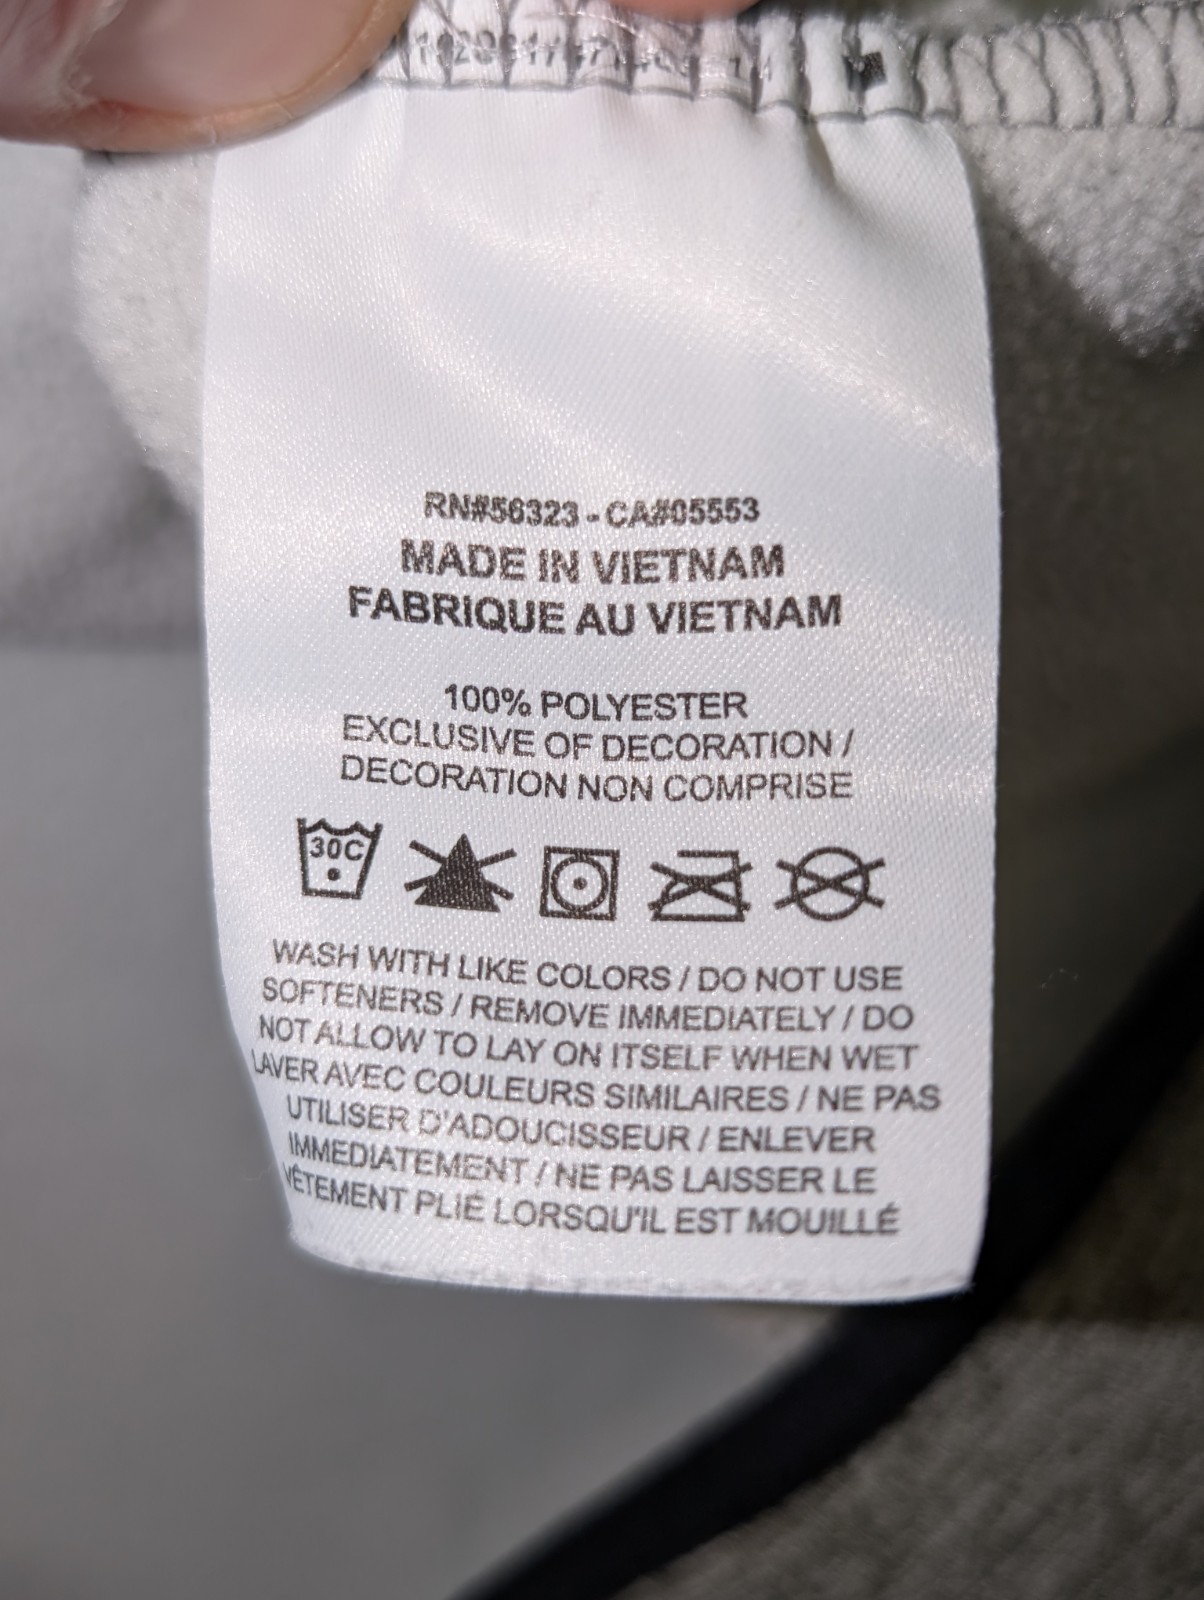 RN#56323 - CA#05553
MADE IN VIETNAM
FABRIQUE AU VIETNAM
100% POLYESTER
EXCLUSIVE OF DECORATION /
DECORATION NON COMPRISE
30C
WASH WITH LIKE COLORS / DO NOT USE
SOFTENERS / REMOVE IMMEDIATELY / DO
NOT ALLOW TO LAY ON ITSELF WHEN WET
LAVER AVEC COULEURS SIMILAIRES / NE PAS
UTILISER D'ADOUCISSEUR / ENLEVER
IMMEDIATEMENT / NE PAS LAISSER LE
VÊTEMENT PLIÉ LORSQU'IL EST MOUILLÉ